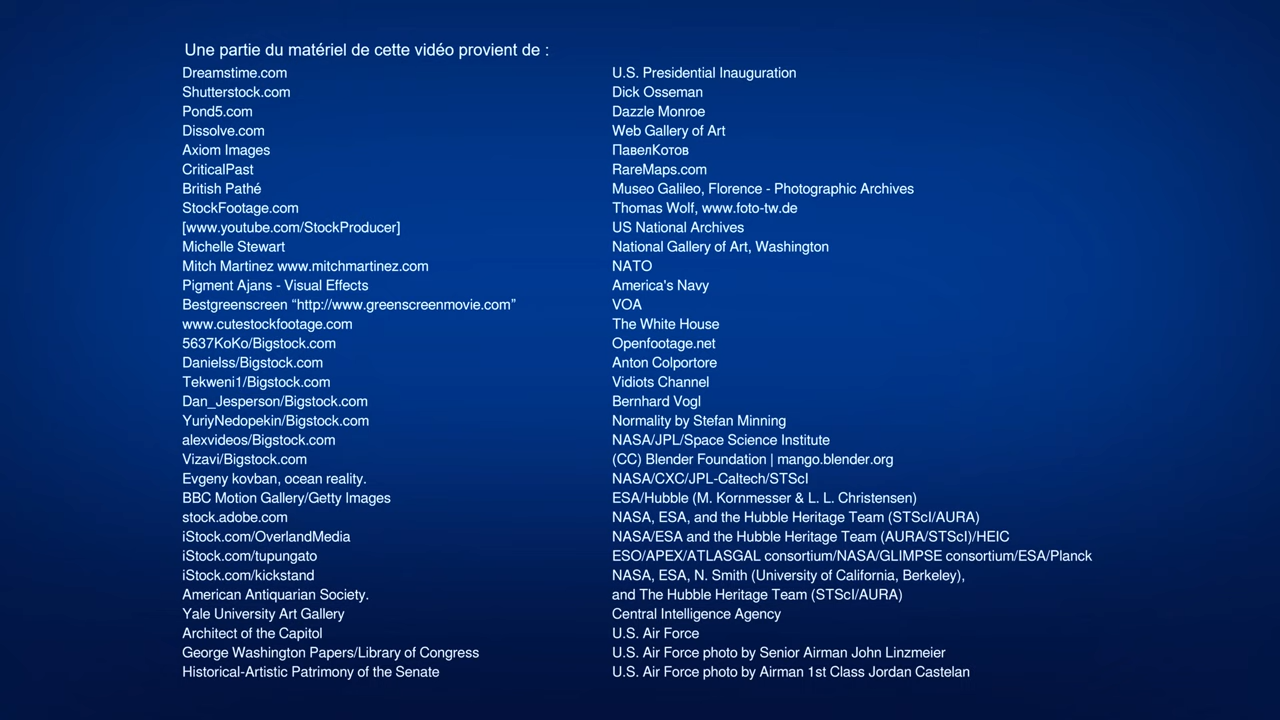 Une partie du matériel de cette vidéo provient de :
Dreamstime.com
Shutterstock.com
Pond5.com
Dissolve.com
Axiom Images
CriticalPast
British Pathé
StockFootage.com
[www.youtube.com/StockProducer]
Michelle Stewart
Mitch Martinez www.mitchmartinez.com
Pigment Ajans - Visual Effects
Bestgreenscreen “http://www.greenscreenmovie.com”
www.cutestockfootage.com
5637KoKo/Bigstock.com
Danielss/Bigstock.com
Tekweni1/Bigstock.com
Dan_Jesperson/Bigstock.com
YuriyNedopekin/Bigstock.com
alexvideos/Bigstock.com
Vizavi/Bigstock.com
Evgeny kovban, ocean reality.
BBC Motion Gallery/Getty Images
stock.adobe.com
iStock.com/OverlandMedia
iStock.com/tupungato
iStock.com/kickstand
American Antiquarian Society.
Yale University Art Gallery
Architect of the Capitol
George Washington Papers/Library of Congress
Historical-Artistic Patrimony of the Senate
U.S. Presidential Inauguration
Dick Osseman
Dazzle Monroe
Web Gallery of Art
ПавелКотов
RareMaps.com
Museo Galileo, Florence - Photographic Archives
Thomas Wolf, www.foto-tw.de
US National Archives
National Gallery of Art, Washington
NATO
America's Navy
VOA
The White House
Openfootage.net
Anton Colportore
Vidiots Channel
Bernhard Vogl
Normality by Stefan Minning
NASA/JPL/Space Science Institute
(CC) Blender Foundation | mango.blender.org
NASA/CXC/JPL-Caltech/STScI
ESA/Hubble (M. Kornmesser & L. L. Christensen)
NASA, ESA, and the Hubble Heritage Team (STScI/AURA)
NASA/ESA and the Hubble Heritage Team (AURA/STScI)/HEIC
ESO/APEX/ATLASGAL consortium/NASA/GLIMPSE consortium/ESA/Planck
NASA, ESA, N. Smith (University of California, Berkeley),
and The Hubble Heritage Team (STScI/AURA)
Central Intelligence Agency
U.S. Air Force
U.S. Air Force photo by Senior Airman John Linzmeier
U.S. Air Force photo by Airman 1st Class Jordan Castelan